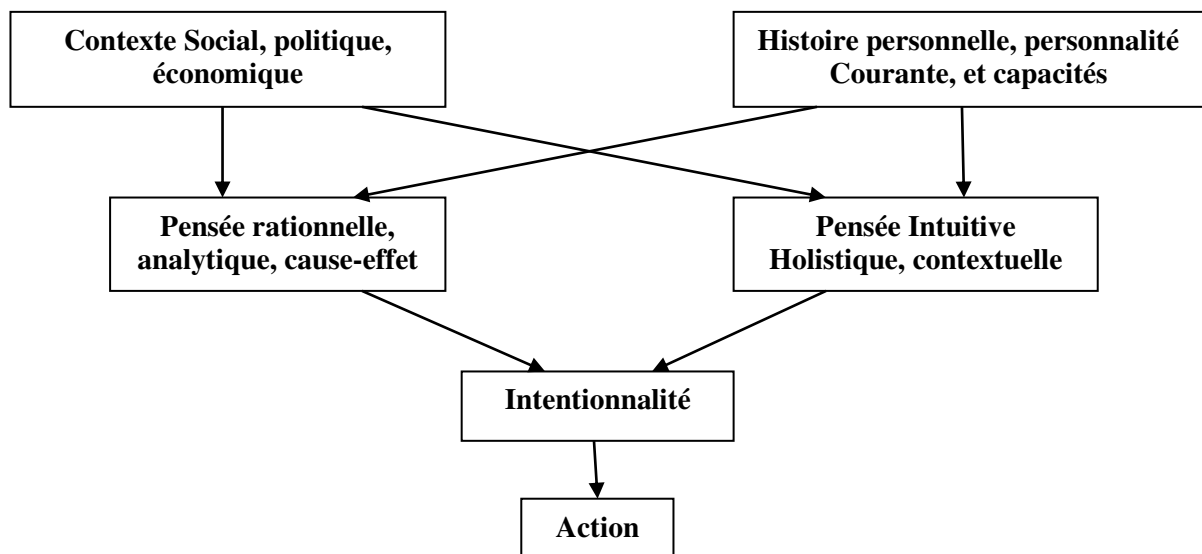 Contexte Social, politique,
économique
Histoire personnelle, personnalité
Courante, et capacités
Pensée rationnelle,
analytique, cause-effet
Pensée Intuitive
Holistique, contextuelle
Intentionnalité
Action